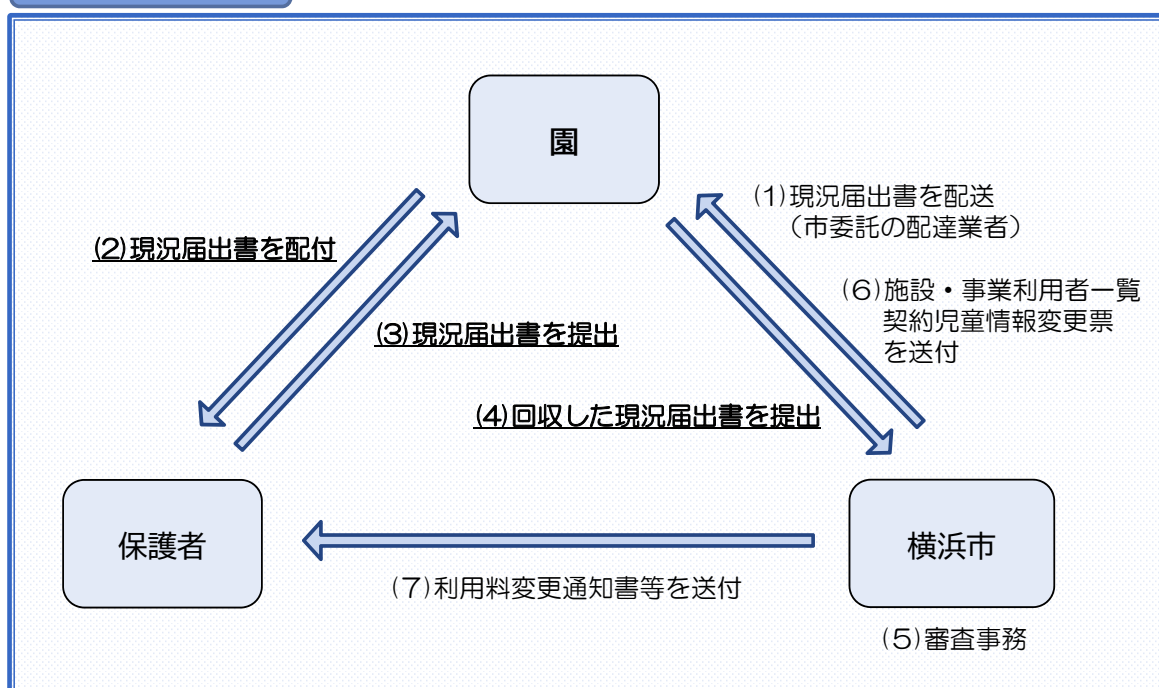 園
(1)現況届出書を配送
（市委託の配達業者）
(2)現況届出書を配付
(6)施設・事業利用者一覧
契約児童情報変更票
を送付
(3)現況届出書を提出
(4)回収した現況届出書を提出
保護者
横浜市
(7)利用料変更通知書等を送付
(5)審査事務